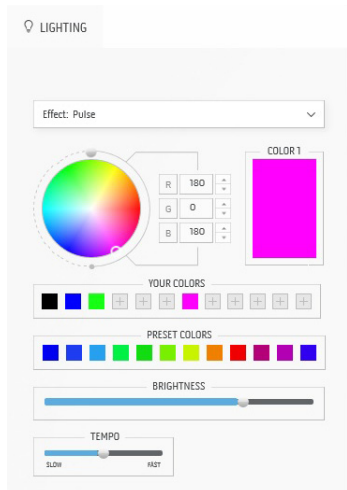 LIGHTING
Effect: Pulse
COLOR 1
R 180
G 0
B 180
YOUR COLORS
PRESET COLORS
BRIGHTNESS
TEMPO
SLOW FAST